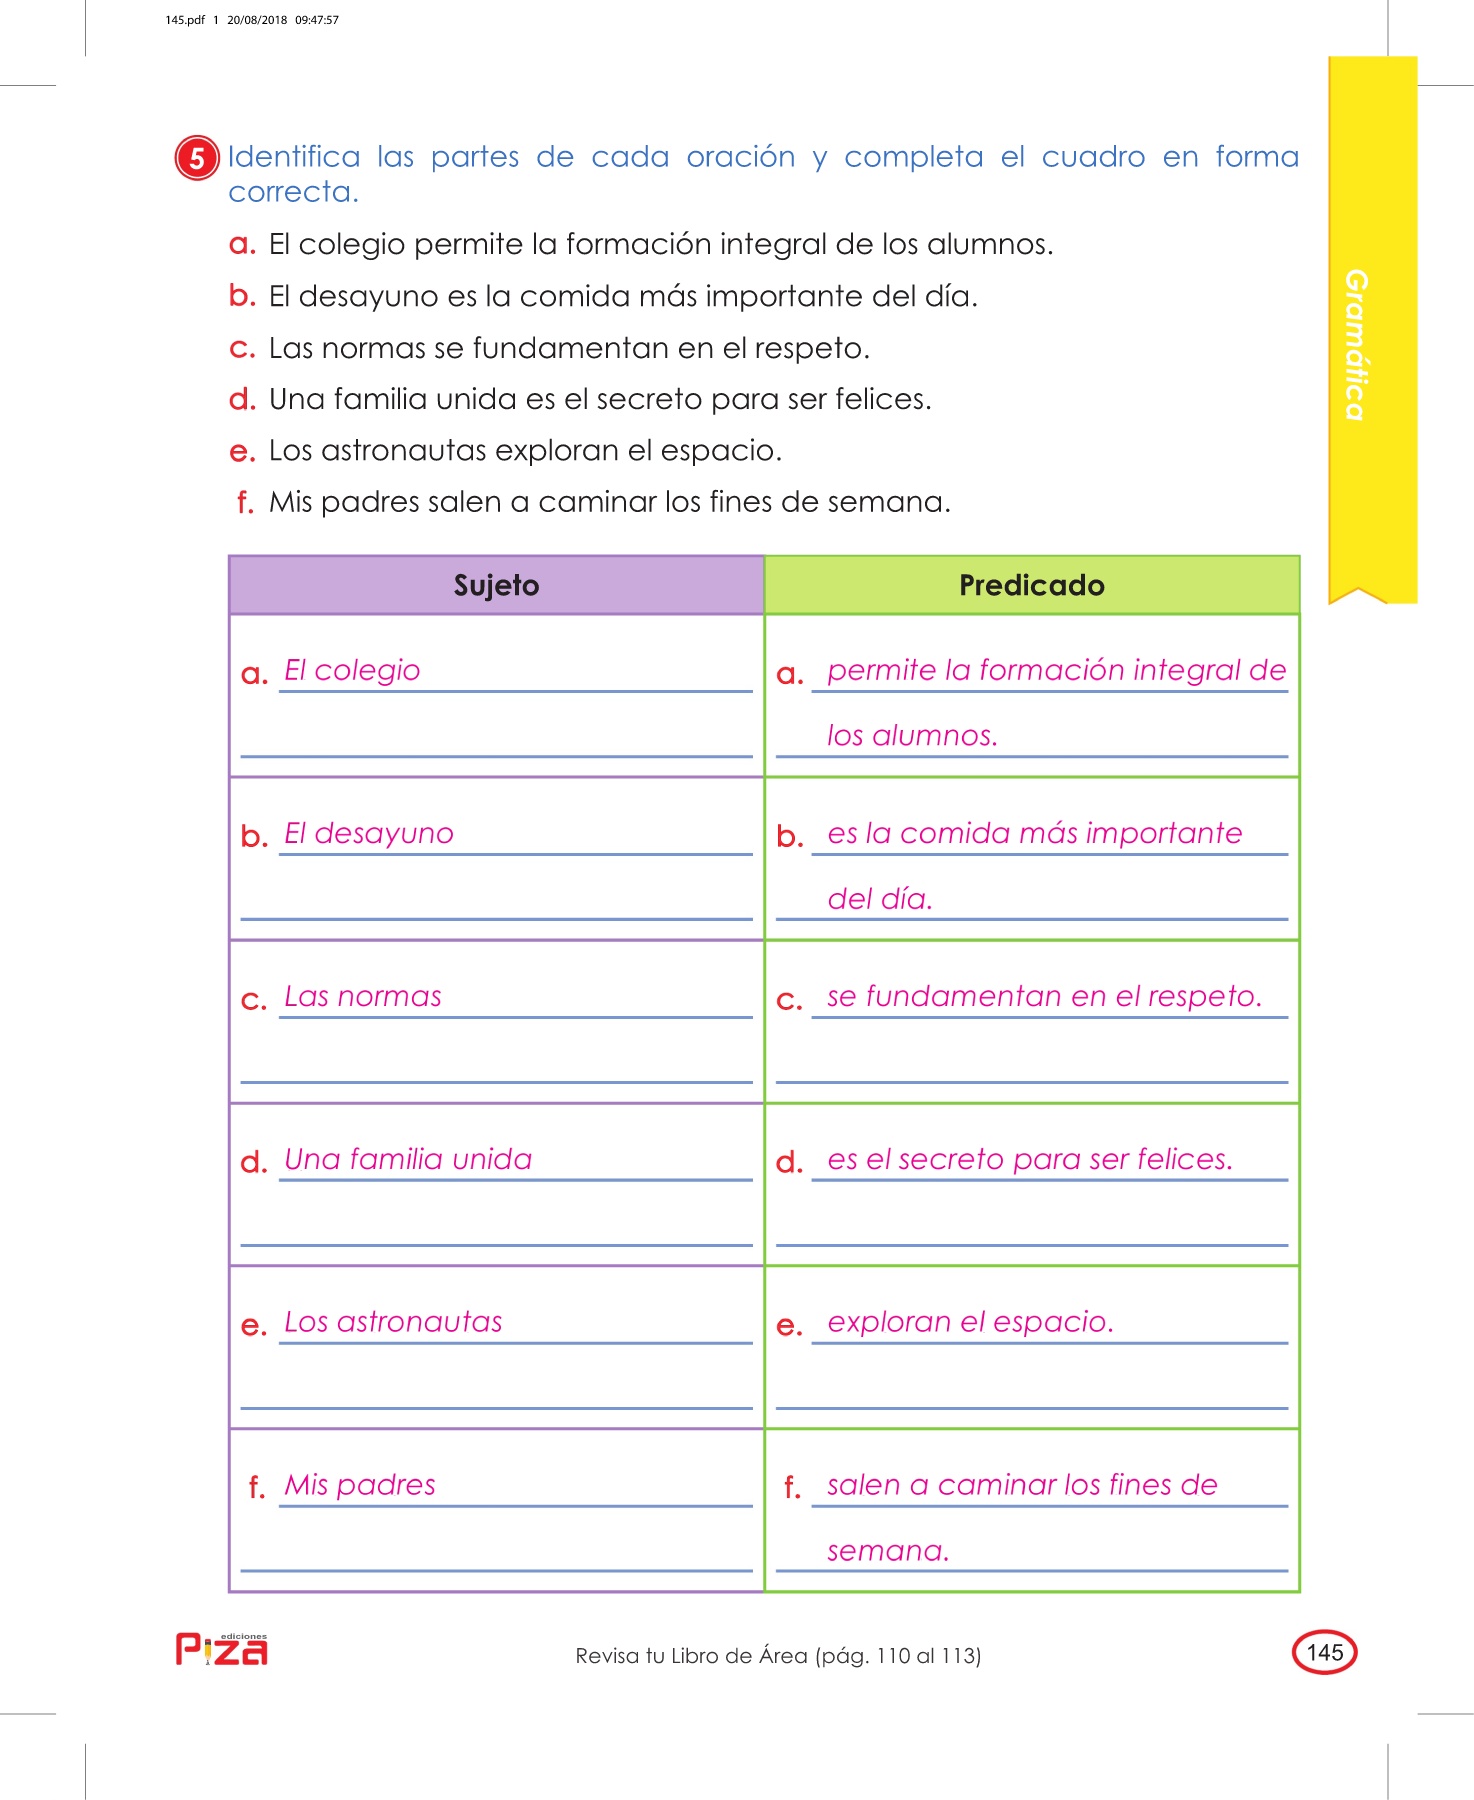 145.pdf 1 20/08/2018 09:47:57
5 Identifica las partes de cada oración y completa el cuadro en forma
correcta.
a. El colegio permite la formación integral de los alumnos.
b. El desayuno es la comida más importante del día.
c. Las normas se fundamentan en el respeto.
d. Una familia unida es el secreto para ser felices.
e. Los astronautas exploran el espacio.
f. Mis padres salen a caminar los fines de semana.
Gramática
Sujeto
Predicado
a. El colegio
a. permite la formación integral de
los alumnos.
b. El desayuno
b. es la comida más importante
del día.
c. Las normas
c. se fundamentan en el respeto.
d. Una familia unida
d. es el secreto para ser felices.
e. Los astronautas
e. exploran el espacio.
f. Mis padres
f. salen a caminar los fines de
semana.
ediciones
Piza
Revisa tu Libro de Área (pág. 110 al 113)
145